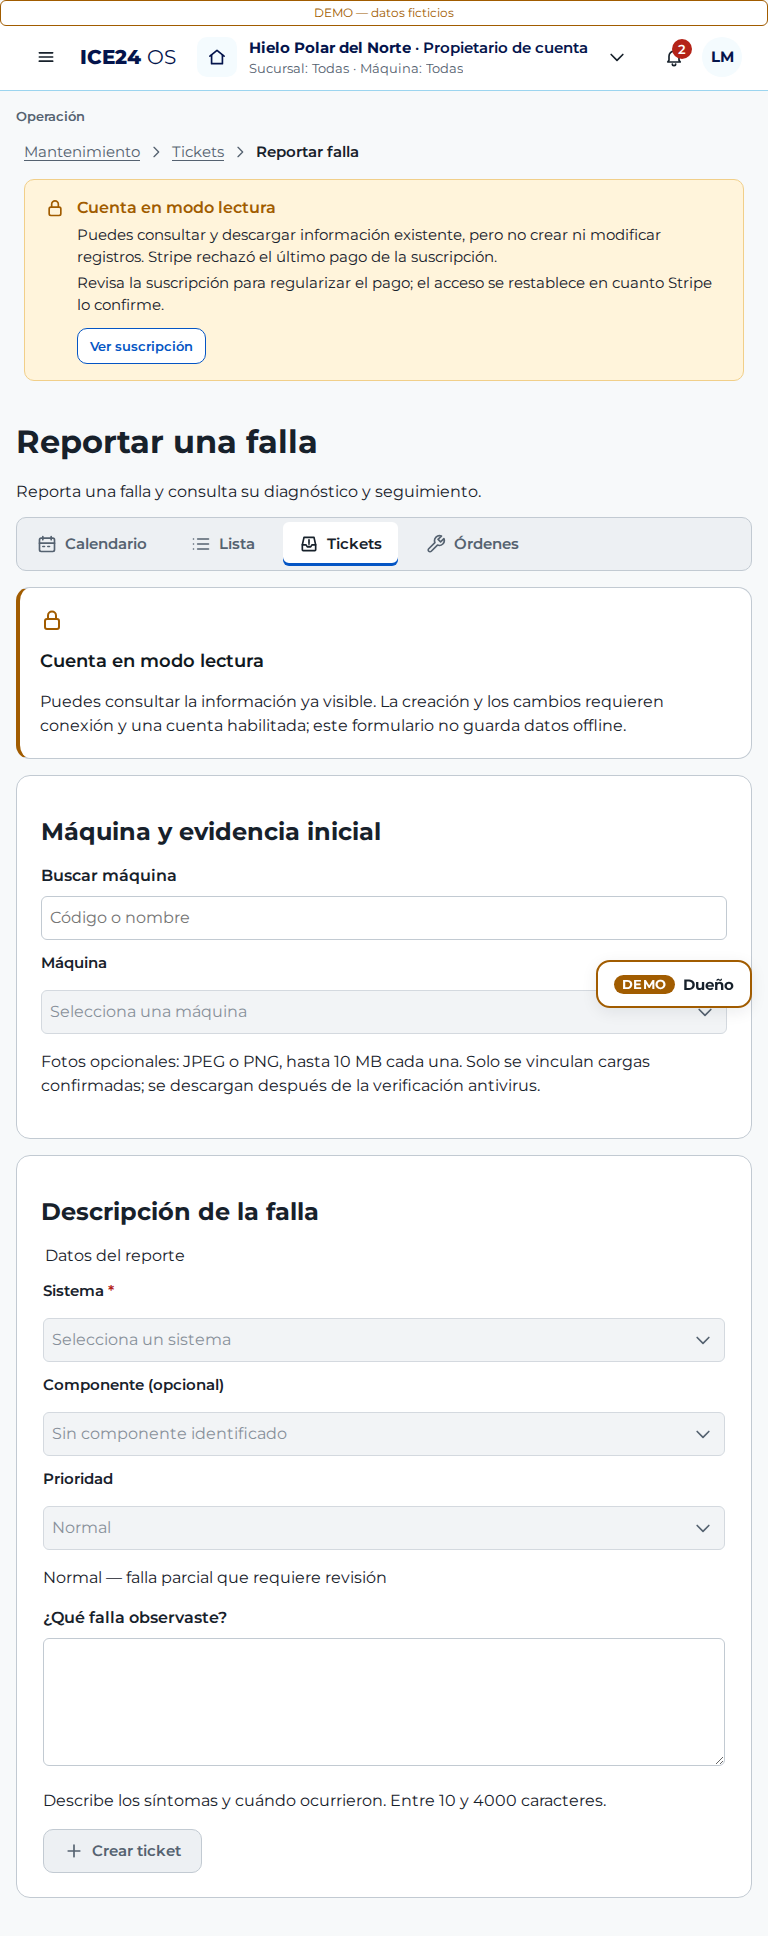 DEMO — datos ficticios
ICE24 OS
Hielo Polar del Norte · Propietario de cuenta
Sucursal: Todas · Máquina: Todas
2
LM
Operación
Mantenimiento > Tickets > Reportar falla
Cuenta en modo lectura
Puedes consultar y descargar información existente, pero no crear ni modificar
registros. Stripe rechazó el último pago de la suscripción.
Revisa la suscripción para regularizar el pago; el acceso se restablece en cuanto Stripe
lo confirme.
Ver suscripción
Reportar una falla
Reporta una falla y consulta su diagnóstico y seguimiento.
Calendario Lista Tickets Órdenes
Cuenta en modo lectura
Puedes consultar la información ya visible. La creación y los cambios requieren
conexión y una cuenta habilitada; este formulario no guarda datos offline.
Máquina y evidencia inicial
Buscar máquina
Código o nombre
Máquina
DEMO Dueño
Selecciona una máquina
Fotos opcionales: JPEG o PNG, hasta 10 MB cada una. Solo se vinculan cargas
confirmadas; se descargan después de la verificación antivirus.
Descripción de la falla
Datos del reporte
Sistema *
Selecciona un sistema
Componente (opcional)
Sin componente identificado
Prioridad
Normal
Normal — falla parcial que requiere revisión
¿Qué falla observaste?
Describe los síntomas y cuándo ocurrieron. Entre 10 y 4000 caracteres.
Crear ticket